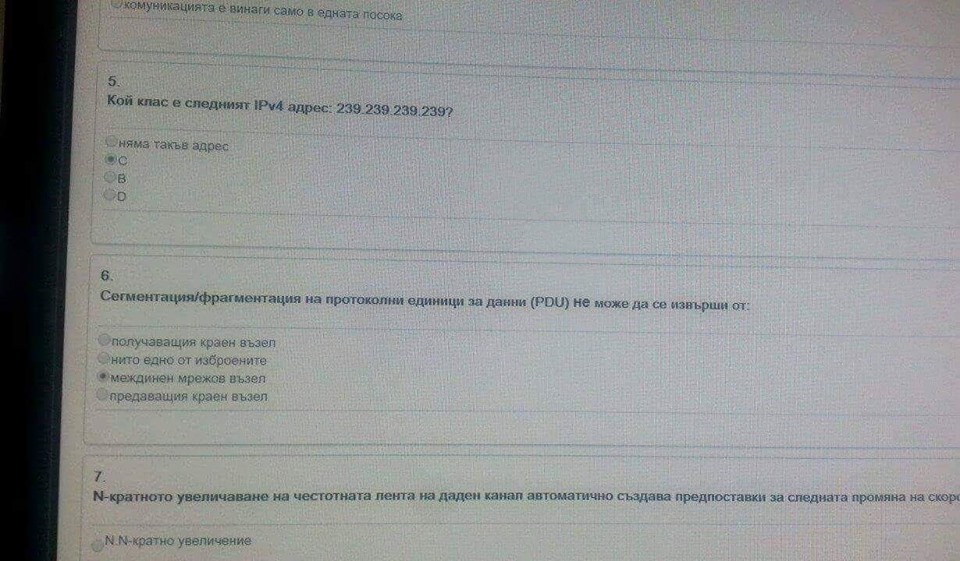 комуникацията е винаги само в едната посока
5.
Кой клас е следният IPv4 адрес: 239.239.239.239?
няма такъв адрес
C
B
D
6.
Сегментация/фрагментация на протоколни единици за данни (PDU) не може да се извърши от:
получаващия краен възел
нито едно от изброените
междинен мрежов възел
предаващия краен възел
7.
N-кратното увеличаване на честотната лента на даден канал автоматично създава предпоставки за следната промяна на
N.N-кратно увеличение